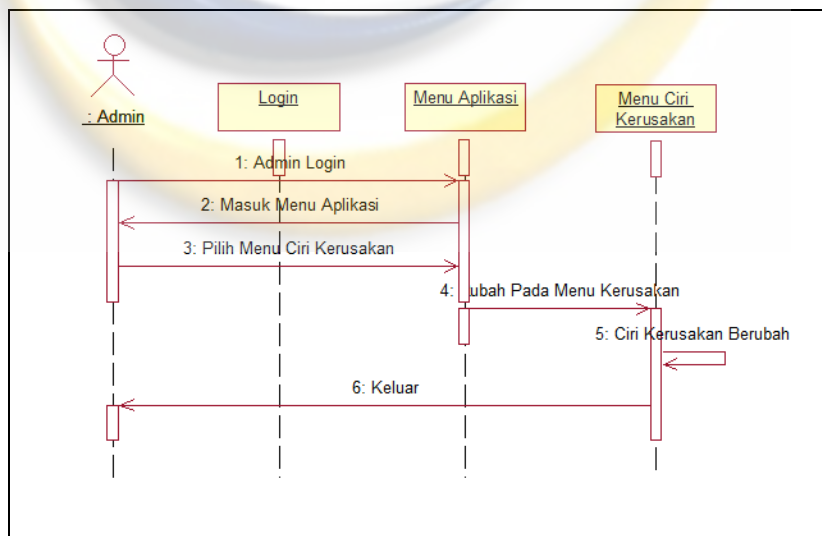 : Admin
Login
Menu Aplikasi
Menu Ciri
Kerusakan
1: Admin Login
2: Masuk Menu Aplikasi
3: Pilih Menu Ciri Kerusakan
4: ubah Pada Menu Kerusakan
5: Ciri Kerusakan Berubah
6: Keluar